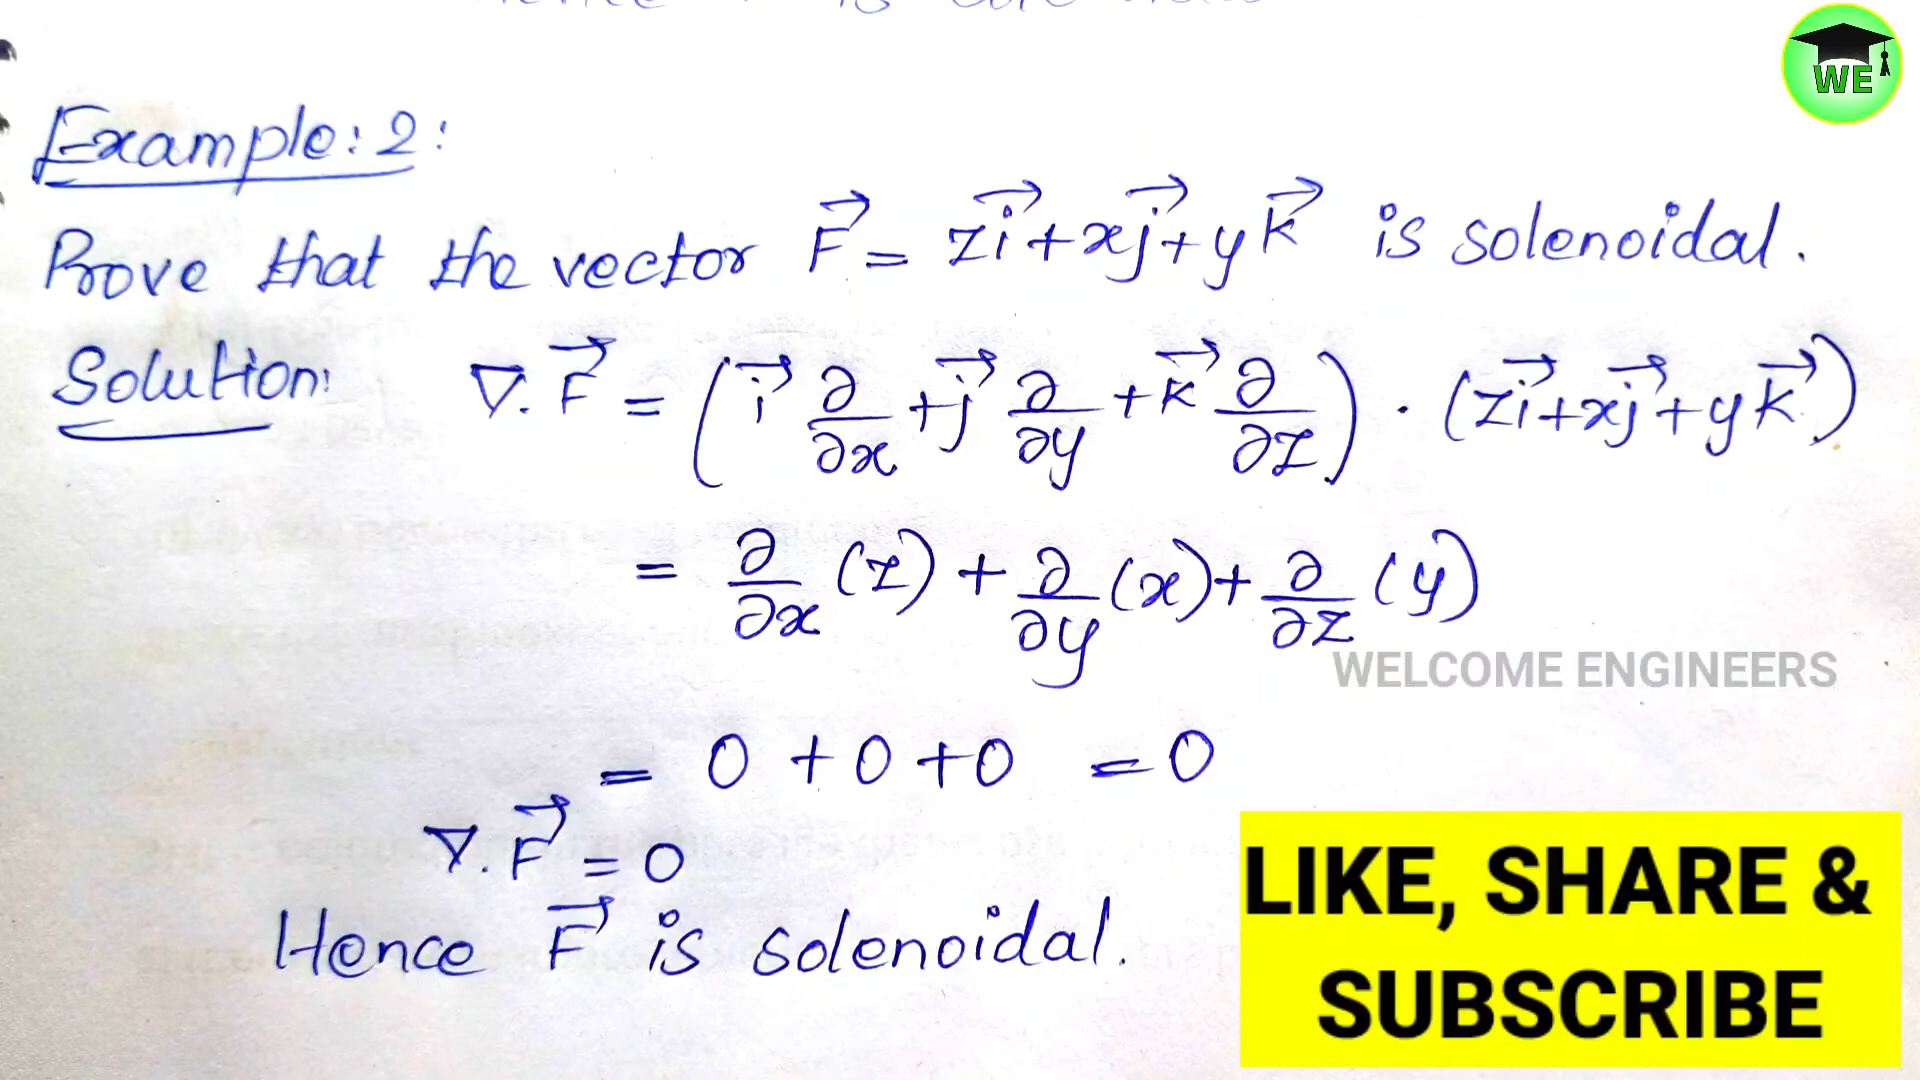 WE
Example: 2:
Prove that the vector F⃗ = zi⃗ + xj⃗ + yk⃗ is solenoidal.
Solution: ∇. F⃗ = (i⃗ ∂/∂x + j⃗ ∂/∂y + k⃗ ∂/∂z) . (zi⃗ + xj⃗ + yk⃗)
= ∂/∂x (z) + ∂/∂y (x) + ∂/∂z (y)
WELCOME ENGINEERS
= 0 + 0 + 0 = 0
∇. F⃗ = 0
Hence F⃗ is solenoidal.
LIKE, SHARE &
SUBSCRIBE